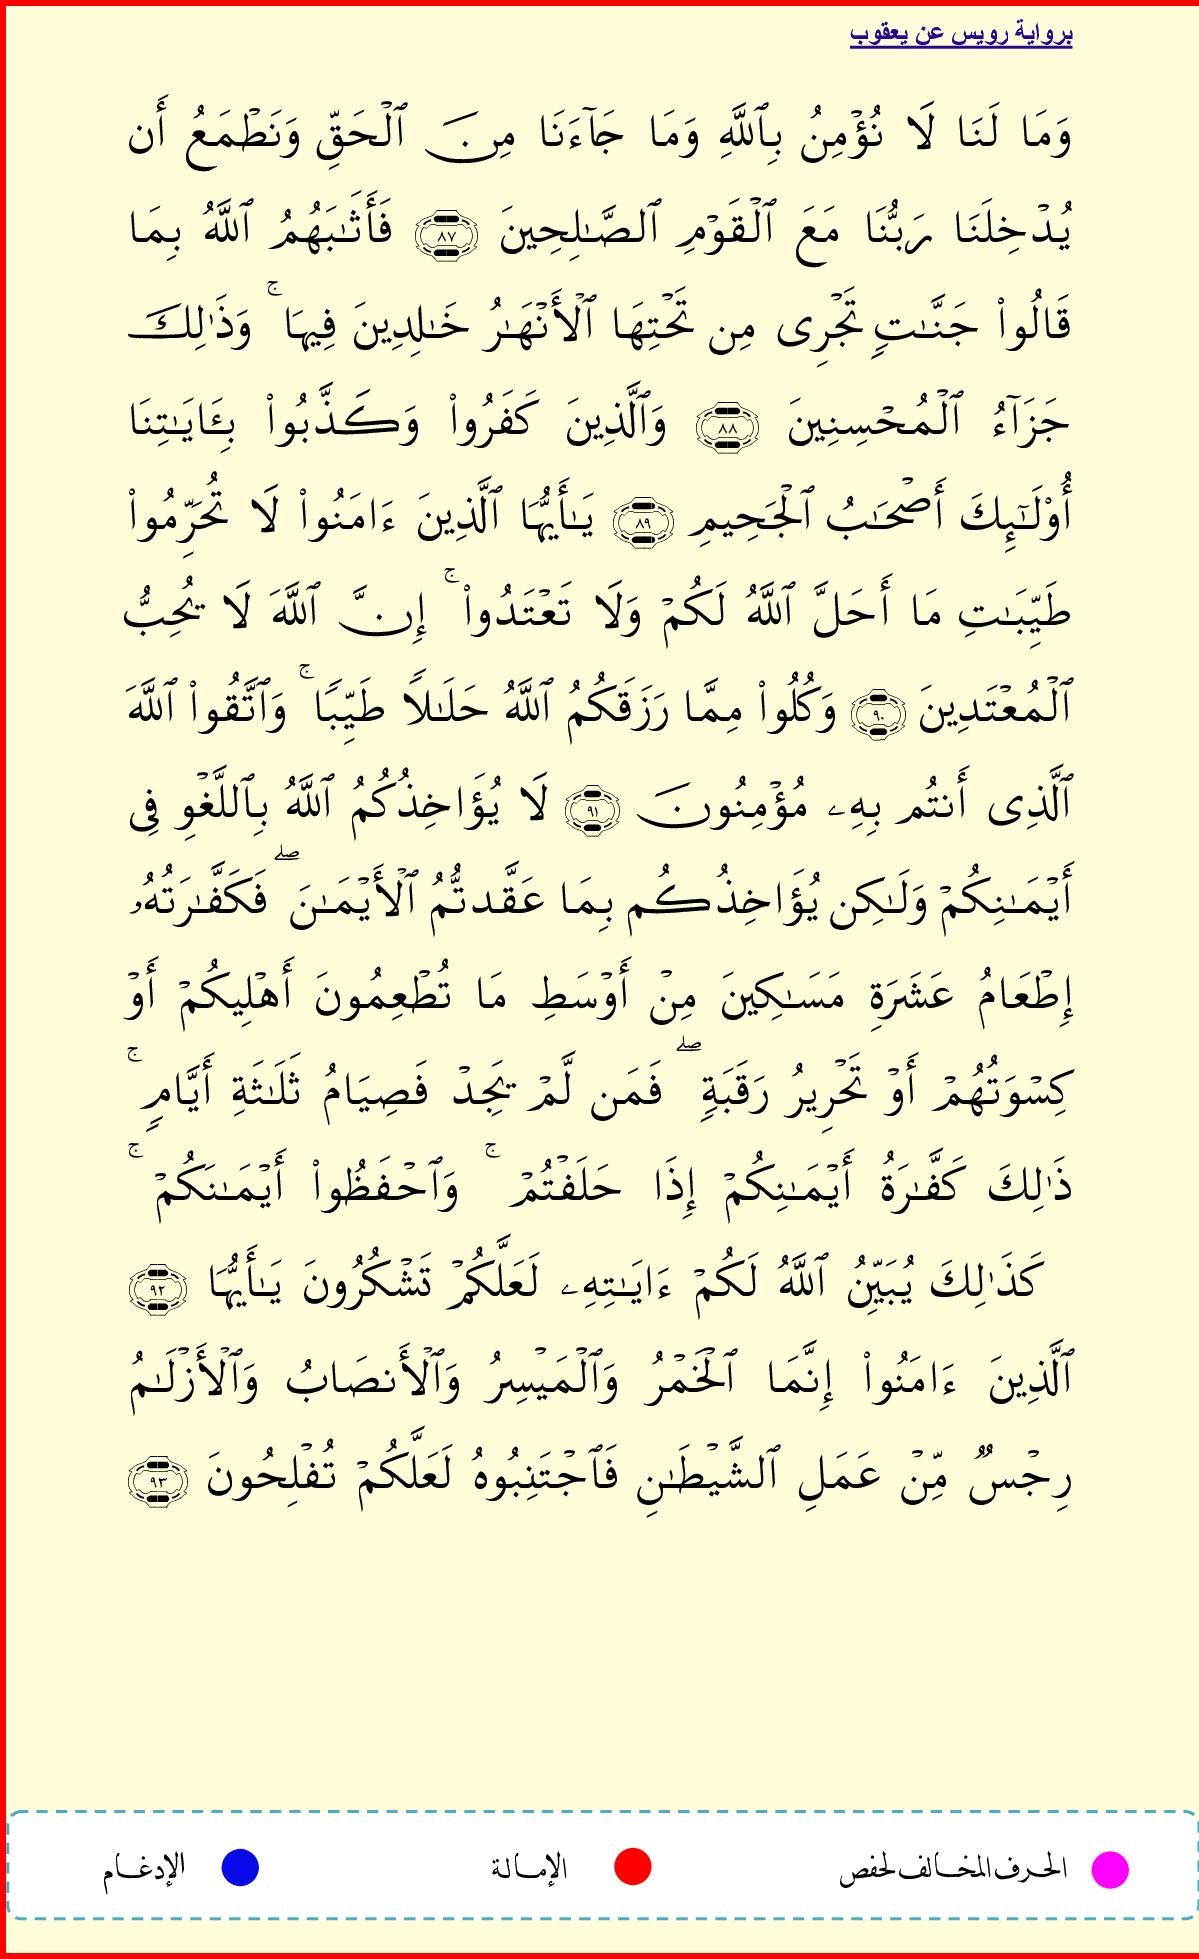 برواية رويس عن يعقوب
وَمَا لَنَا لَا نُؤۡمِنُ بِٱللَّهِ وَمَا جَآءَنَا مِنَ ٱلۡحَقِّ وَنَطۡمَعُ أَن
يُدۡخِلَنَا رَبُّنَا مَعَ ٱلۡقَوۡمِ ٱلصَّٰلِحِينَ ٨٧ فَأَثَٰبَهُمُ ٱللَّهُ بِمَا
قَالُواْ جَنَّٰتٖ تَجۡرِى مِن تَحۡتِهَا ٱلۡأَنۡهَٰرُ خَٰلِدِينَ فِيهَا ۚ وَذَٰلِكَ
جَزَآءُ ٱلۡمُحۡسِنِينَ ٨٨ وَٱلَّذِينَ كَفَرُواْ وَكَذَّبُواْ بِـَٔايَٰتِنَا
أُوْلَٰٓئِكَ أَصۡحَٰبُ ٱلۡجَحِيمِ ٨٩ يَٰٓأَيُّهَا ٱلَّذِينَ ءَامَنُواْ لَا تُحَرِّمُواْ
طَيِّبَٰتِ مَا أَحَلَّ ٱللَّهُ لَكُمۡ وَلَا تَعۡتَدُواْ ۚ إِنَّ ٱللَّهَ لَا يُحِبُّ
ٱلۡمُعۡتَدِينَ ٩٠ وَكُلُواْ مِمَّا رَزَقَكُمُ ٱللَّهُ حَلَٰلٗا طَيِّبٗا ۚ وَٱتَّقُواْ ٱللَّهَ
ٱلَّذِى أَنتُم بِهِۦ مُؤۡمِنُونَ ٩١ لَا يُؤَاخِذُكُمُ ٱللَّهُ بِٱللَّغۡوِ فِى
أَيۡمَٰنِكُمۡ وَلَٰكِن يُؤَاخِذُكُم بِمَا عَقَّدتُّمُ ٱلۡأَيۡمَٰنَ ۖ فَكَفَّٰرَتُهُۥ
إِطۡعَامُ عَشَرَةِ مَسَٰكِينَ مِنۡ أَوۡسَطِ مَا تُطۡعِمُونَ أَهۡلِيكُمۡ أَوۡ
كِسۡوَتُهُمۡ أَوۡ تَحۡرِيرُ رَقَبَةٖ ۖ فَمَن لَّمۡ يَجِدۡ فَصِيَامُ ثَلَٰثَةِ أَيَّامٖ ۚ
ذَٰلِكَ كَفَّٰرَةُ أَيۡمَٰنِكُمۡ إِذَا حَلَفۡتُمۡ ۚ وَٱحۡفَظُواْ أَيۡمَٰنَكُمۡ ۚ
كَذَٰلِكَ يُبَيِّنُ ٱللَّهُ لَكُمۡ ءَايَٰتِهِۦ لَعَلَّكُمۡ تَشۡكُرُونَ يَٰٓأَيُّهَا ٩٢
ٱلَّذِينَ ءَامَنُواْ إِنَّمَا ٱلۡخَمۡرُ وَٱلۡمَيۡسِرُ وَٱلۡأَنصَابُ وَٱلۡأَزۡلَٰمُ
رِجۡسٞ مِّنۡ عَمَلِ ٱلشَّيۡطَٰنِ فَٱجۡتَنِبُوهُ لَعَلَّكُمۡ تُفۡلِحُونَ ٩٣
الحرف المخالف لحفص الإمالة الإدغام